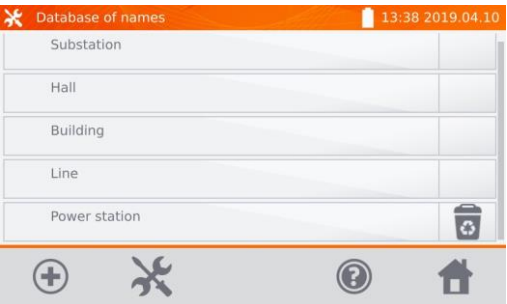 Database of names
13:38 2019.04.10
Substation
Hall
Building
Line
Power station